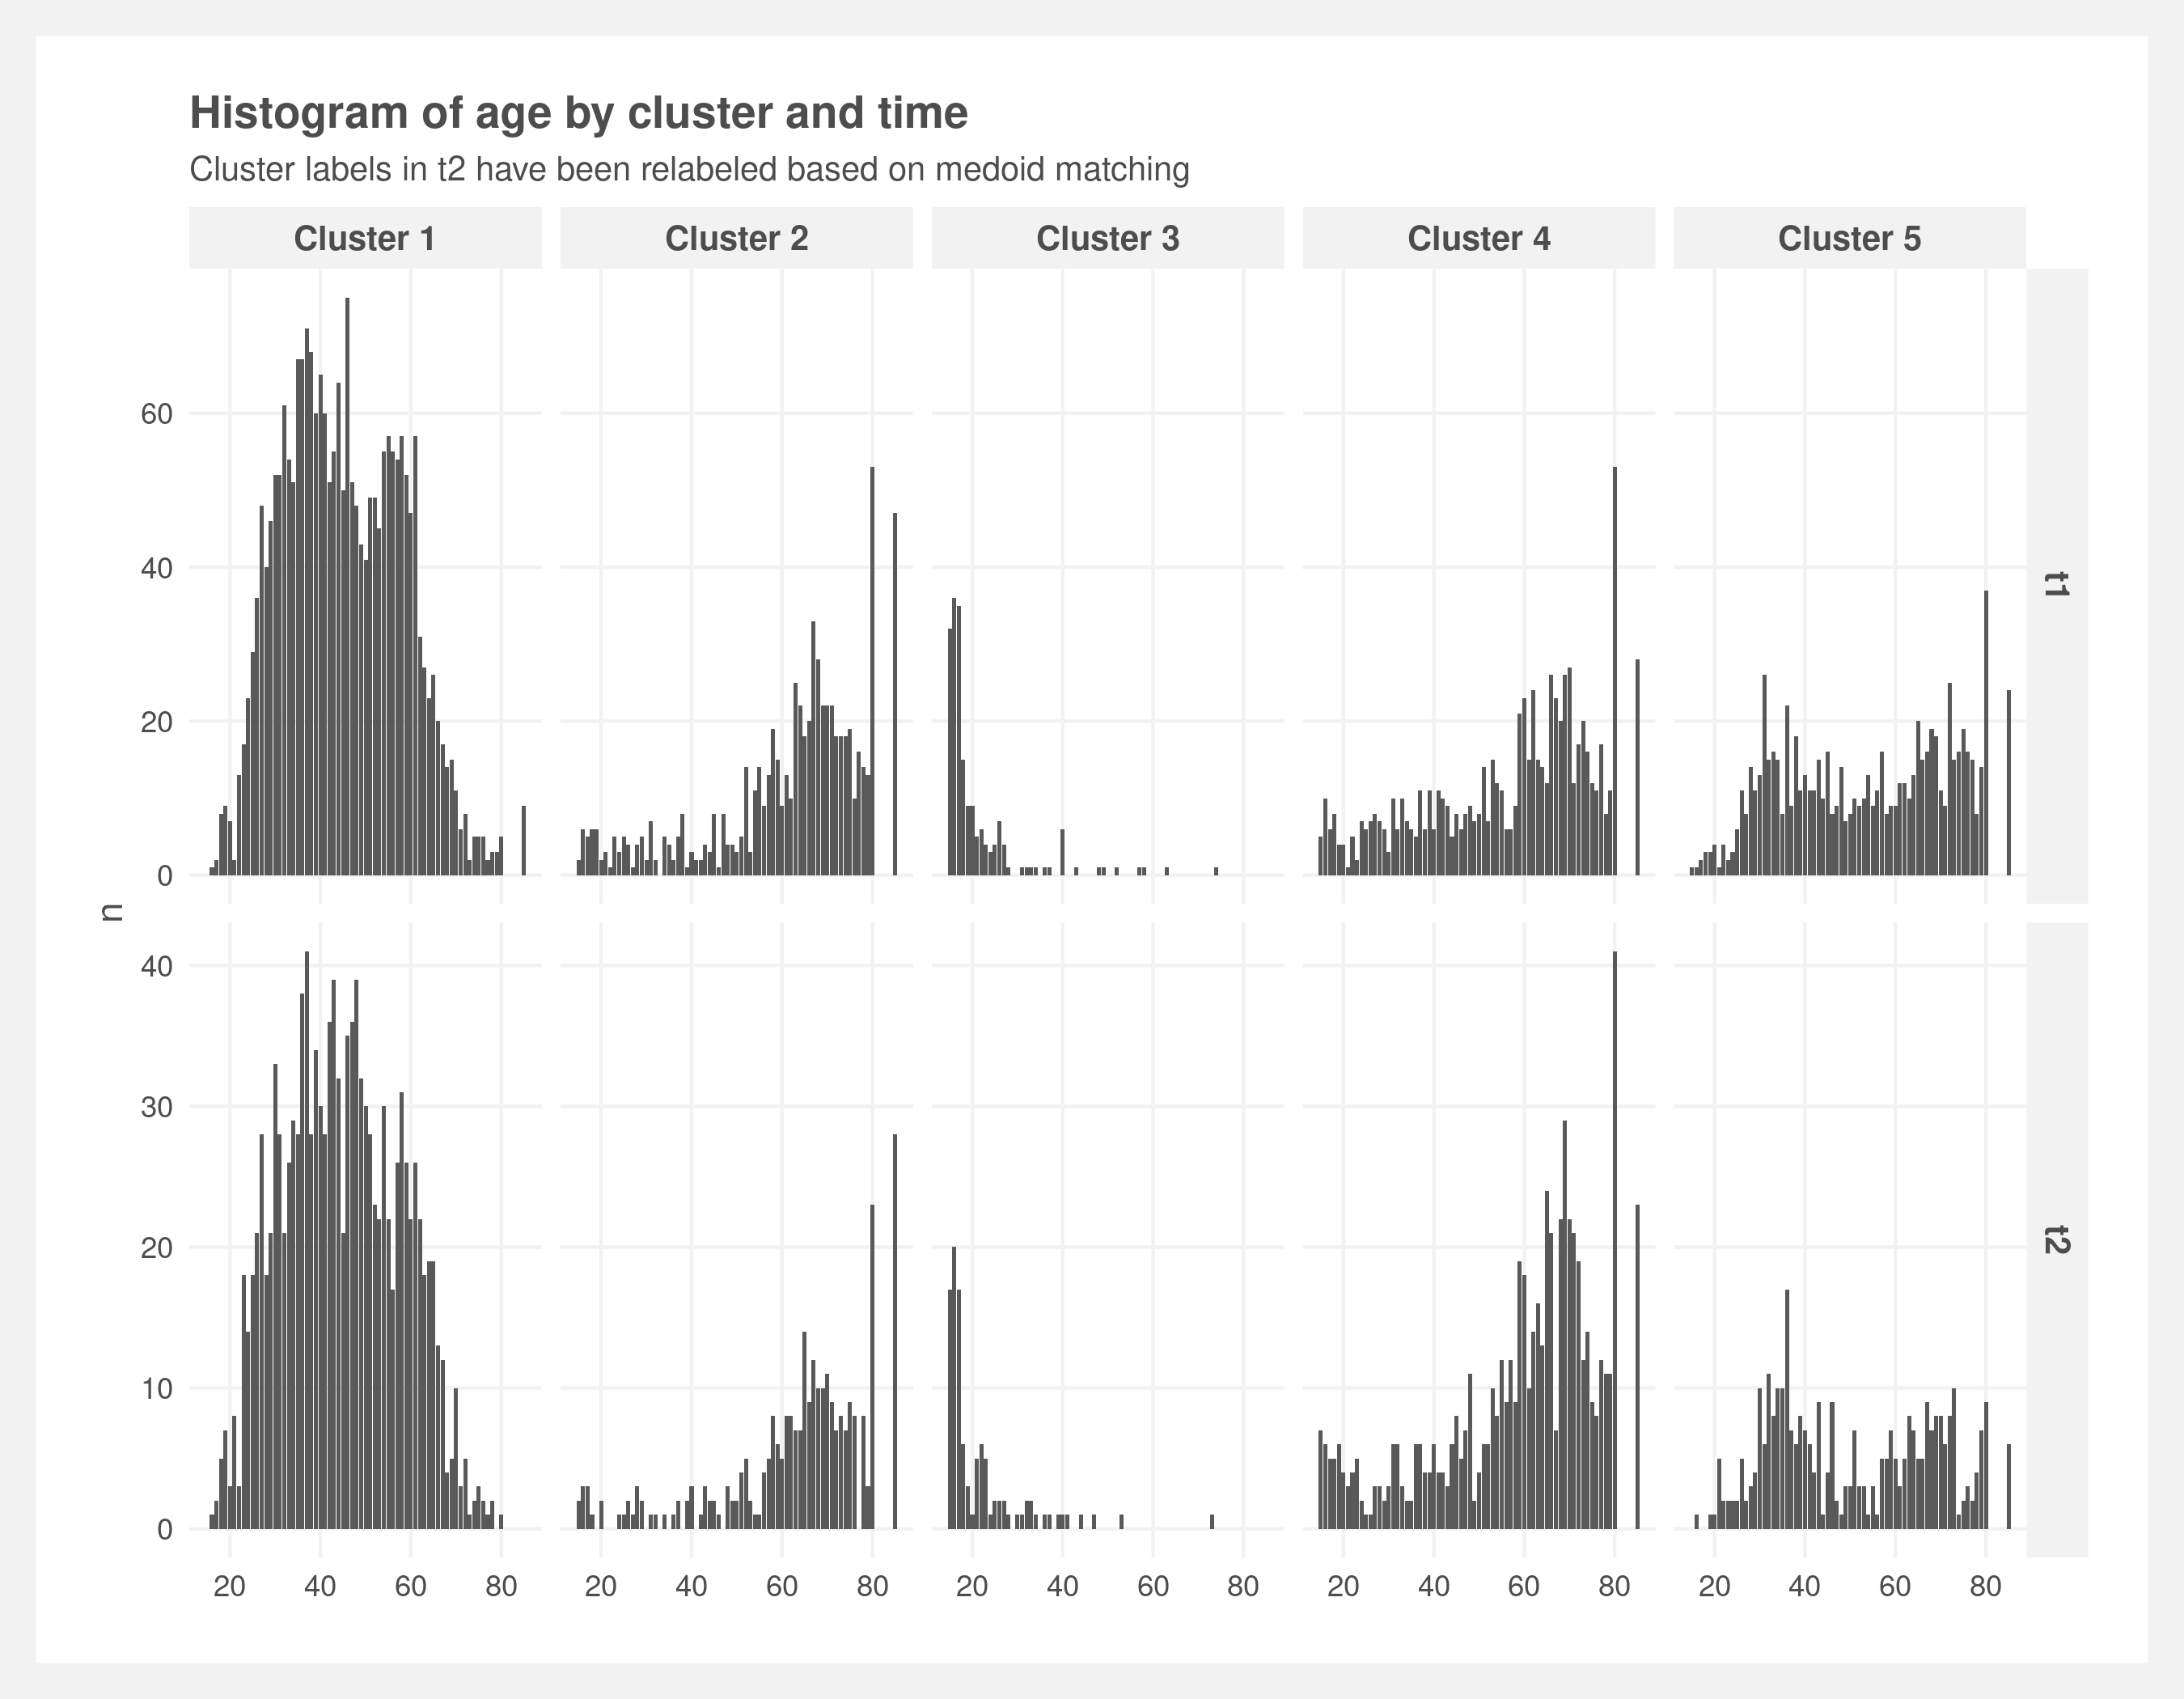 Histogram of age by cluster and time
Cluster labels in t2 have been relabeled based on medoid matching
Cluster 1 Cluster 2 Cluster 3 Cluster 4 Cluster 5
60
40
20
0
t1
n
40
30
20
10
0
t2
20 40 60 80 20 40 60 80 20 40 60 80 20 40 60 80 20 40 60 80